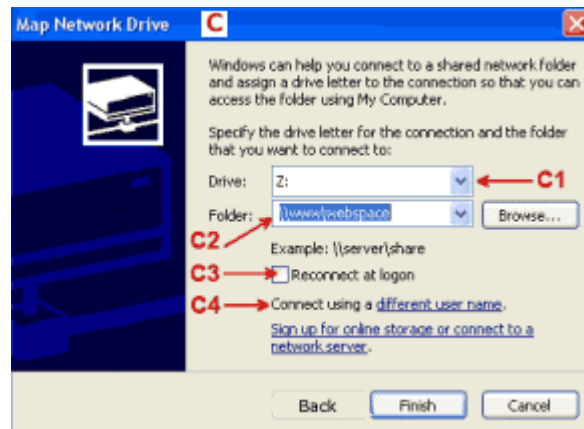 Map Network Drive C
Windows can help you connect to a shared network folder
and assign a drive letter to the connection so that you can
access the folder using My Computer.
Specify the drive letter for the connection and the folder
that you want to connect to:
Drive: Z: C1
Folder: \\www\webspace Browse...
C2
Example: \\server\share
C3 Reconnect at logon
C4 Connect using a different user name.
Sign up for online storage or connect to a
network server.
Back Finish Cancel